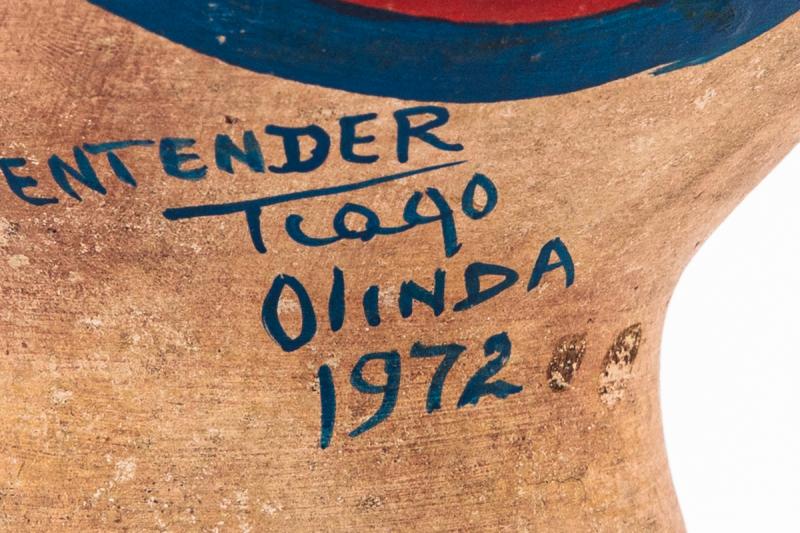 ENTENDER
Tiago
OlINDA
1972